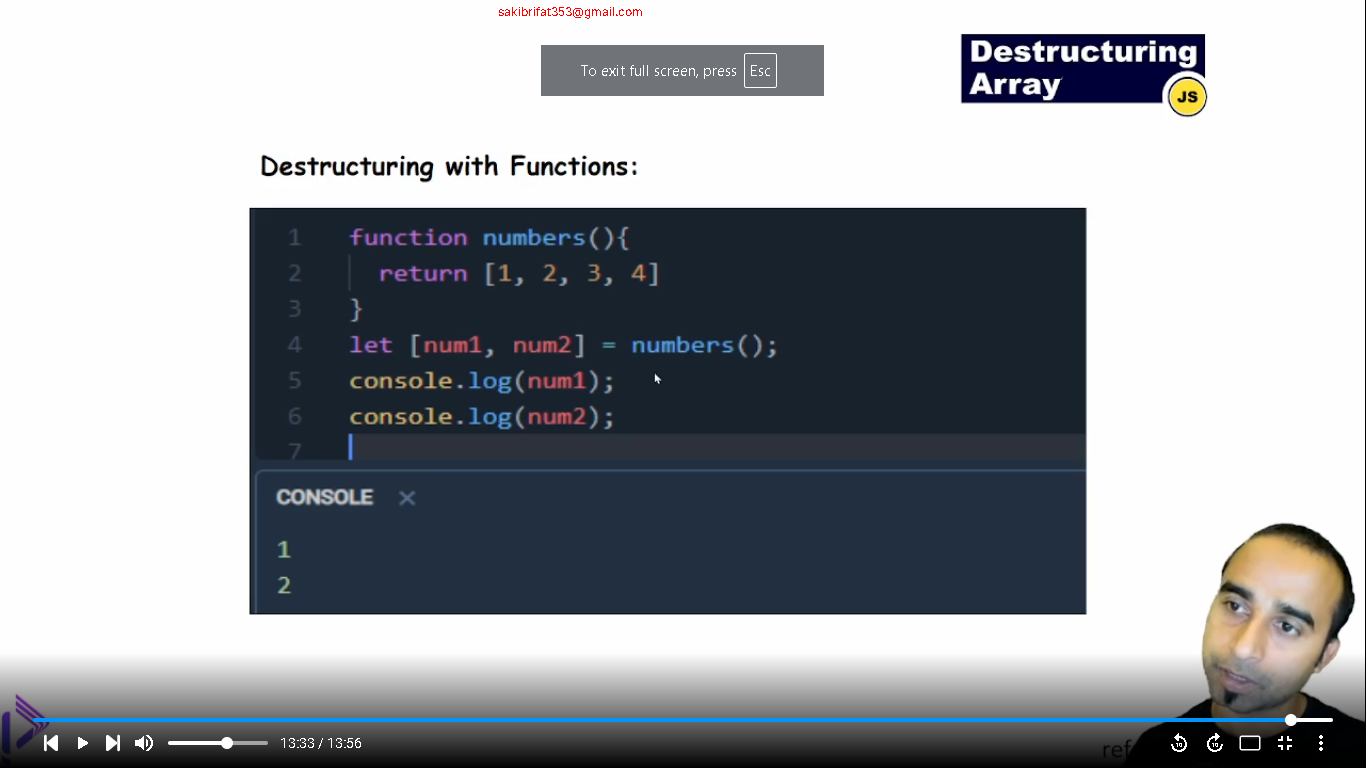 sakibrifat353@gmail.com
To exit full screen, press Esc
Destructuring
Array
JS
Destructuring with Functions:
1 function numbers(){
2 return [1, 2, 3, 4]
3 }
4 let [num1, num2] = numbers();
5 console.log(num1);
6 console.log(num2);
7
CONSOLE ×
1
2
13:33 / 13:56
10
10